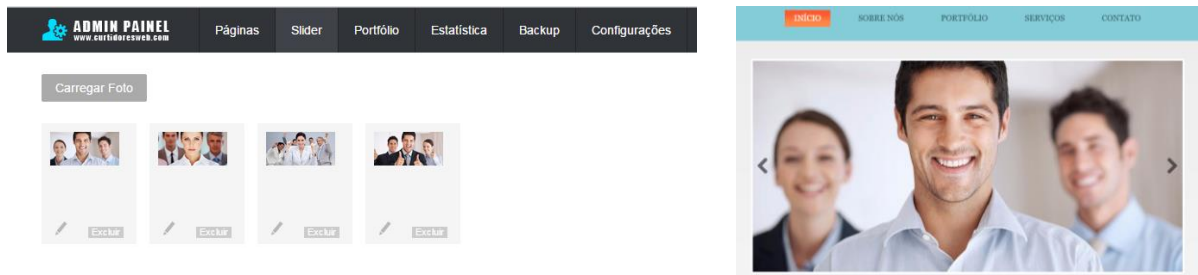 ADMIN PAINEL
www.curtidoresweb.com
Páginas Slider Portfólio Estatística Backup Configurações
Carregar Foto
Excluir Excluir Excluir Excluir
INÍCIO SOBRE NÓS PORTFÓLIO SERVIÇOS CONTATO